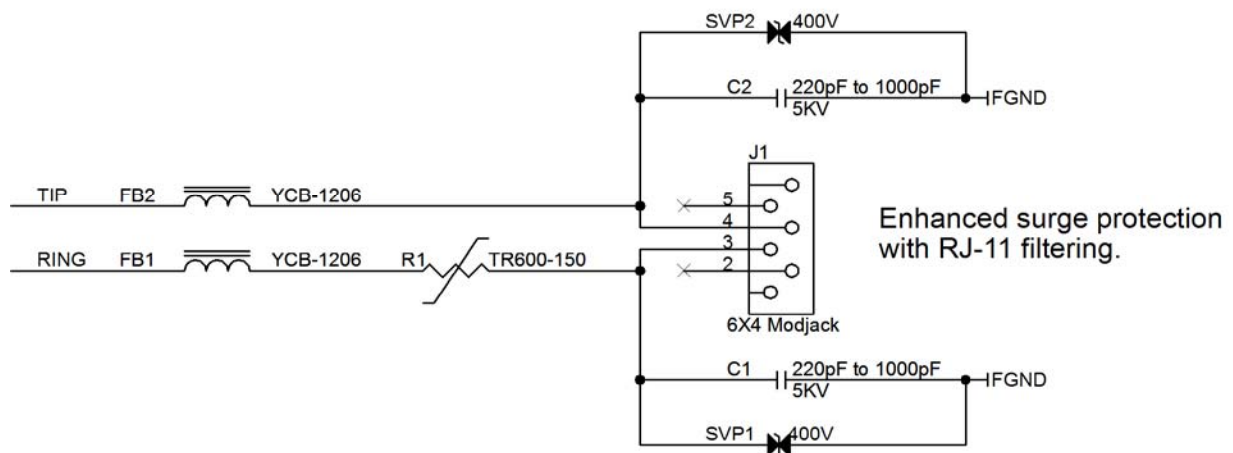 SVP2 400V
C2 220pF to 1000pF
5KV
FGND
J1
TIP FB2 YCB-1206
5
4
3
2
RING FB1 YCB-1206 R1 TR600-150
6X4 Modjack
Enhanced surge protection
with RJ-11 filtering.
C1 220pF to 1000pF
5KV
FGND
SVP1 400V